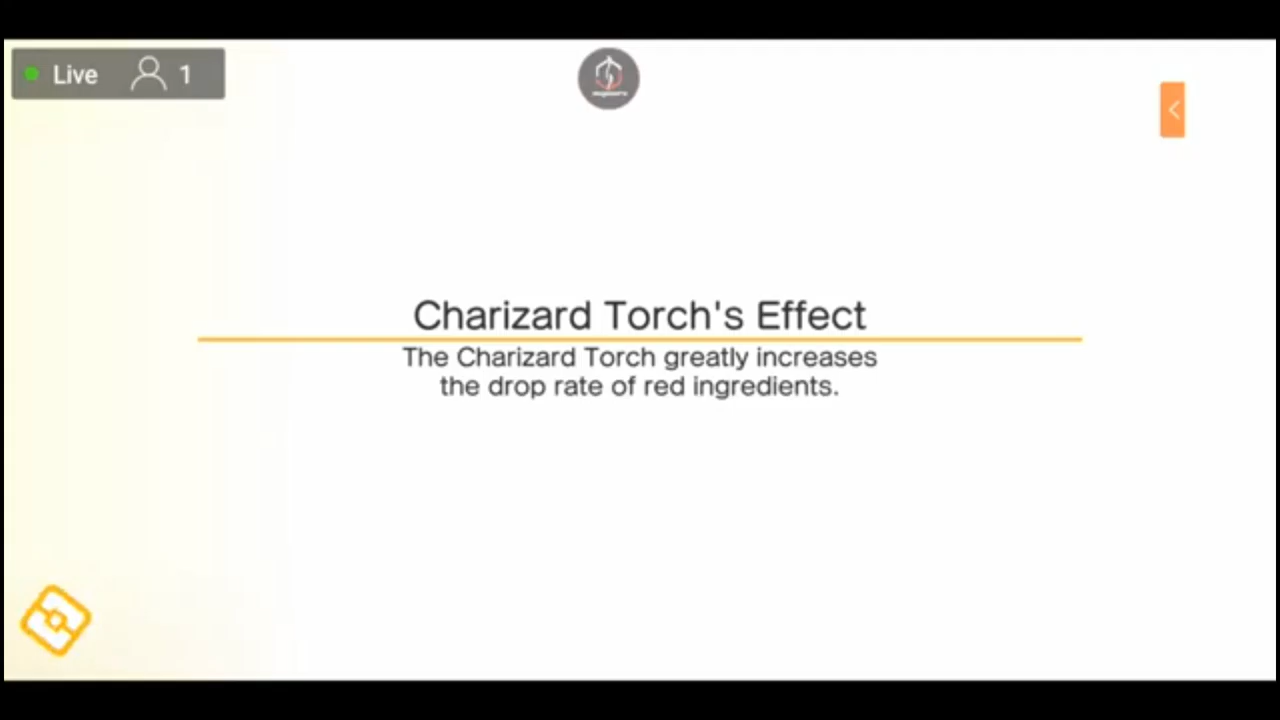 Live 1
Charizard Torch's Effect
The Charizard Torch greatly increases
the drop rate of red ingredients.